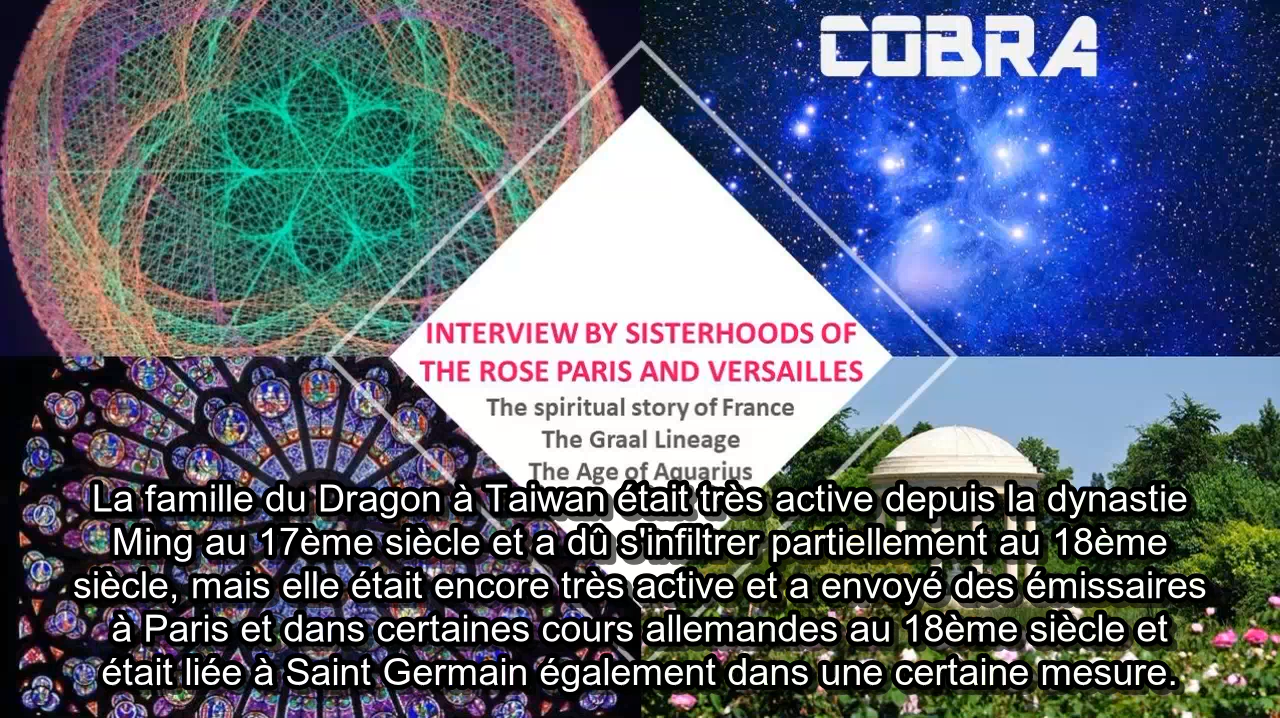 COBRA
INTERVIEW BY SISTERHOODS OF
THE ROSE PARIS AND VERSAILLES
The spiritual story of France
The Graal Lineage
The Age of Aquarius
La famille du Dragon à Taiwan était très active depuis la dynastie
Ming au 17ème siècle et a dû s'infiltrer partiellement au 18ème
siècle, mais elle était encore très active et a envoyé des émissaires
à Paris et dans certaines cours allemandes au 18ème siècle et
était liée à Saint Germain également dans une certaine mesure.